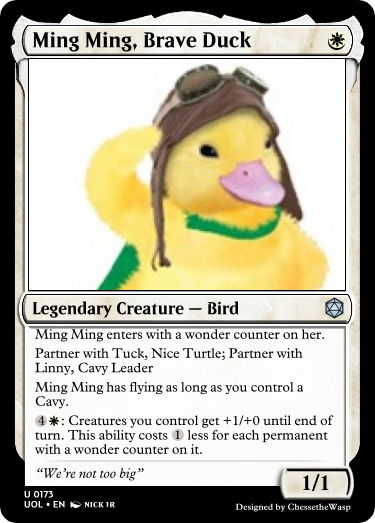 Ming Ming, Brave Duck
Legendary Creature — Bird
Ming Ming enters with a wonder counter on her.
Partner with Tuck, Nice Turtle; Partner with
Linny, Cavy Leader
Ming Ming has flying as long as you control a
Cavy.
4: Creatures you control get +1/+0 until end of
turn. This ability costs 1 less for each permanent
with a wonder counter on it.
“We're not too big”
1/1
U 0173
UOL • EN NICK JR
Designed by ChessetheWasp